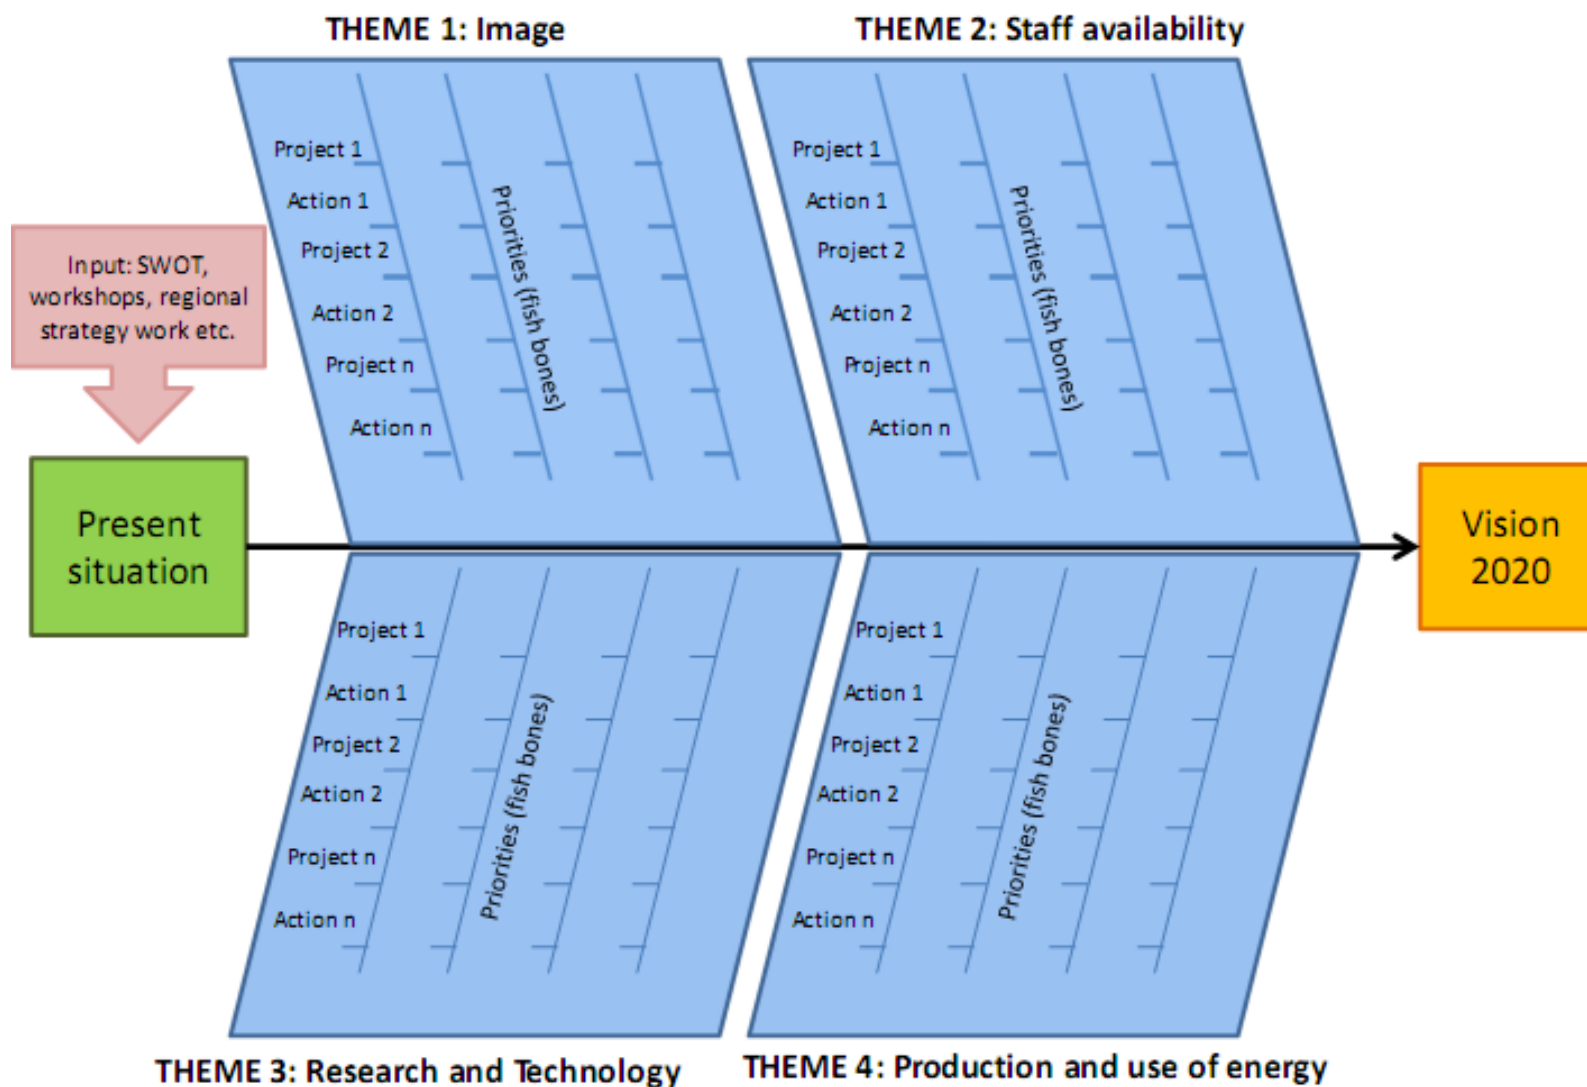 THEME 1: Image
THEME 2: Staff availability
Project 1
Action 1
Project 2
Action 2
Project n
Action n
Priorities (fish bones)
Project 1
Action 1
Project 2
Action 2
Project n
Action n
Priorities (fish bones)
Input: SWOT,
workshops, regional
strategy work etc.
Present
situation
Vision
2020
Project 1
Action 1
Project 2
Action 2
Project n
Action n
Priorities (fish bones)
Project 1
Action 1
Project 2
Action 2
Project n
Action n
Priorities (fish bones)
THEME 3: Research and Technology
THEME 4: Production and use of energy